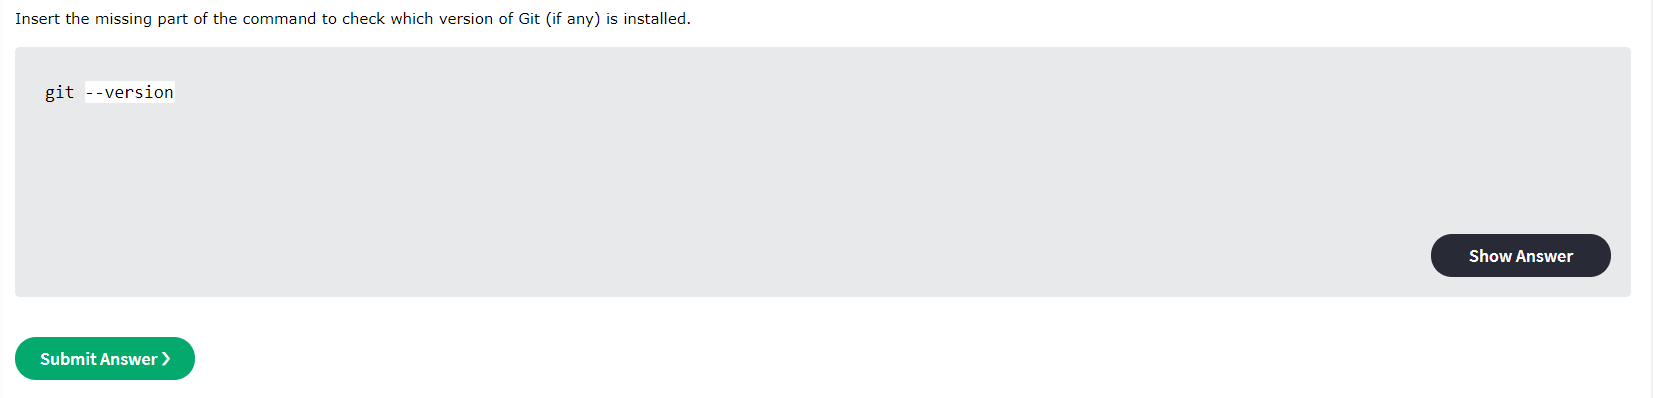 Insert the missing part of the command to check which version of Git (if any) is installed.
git --version
Show Answer
Submit Answer ❯